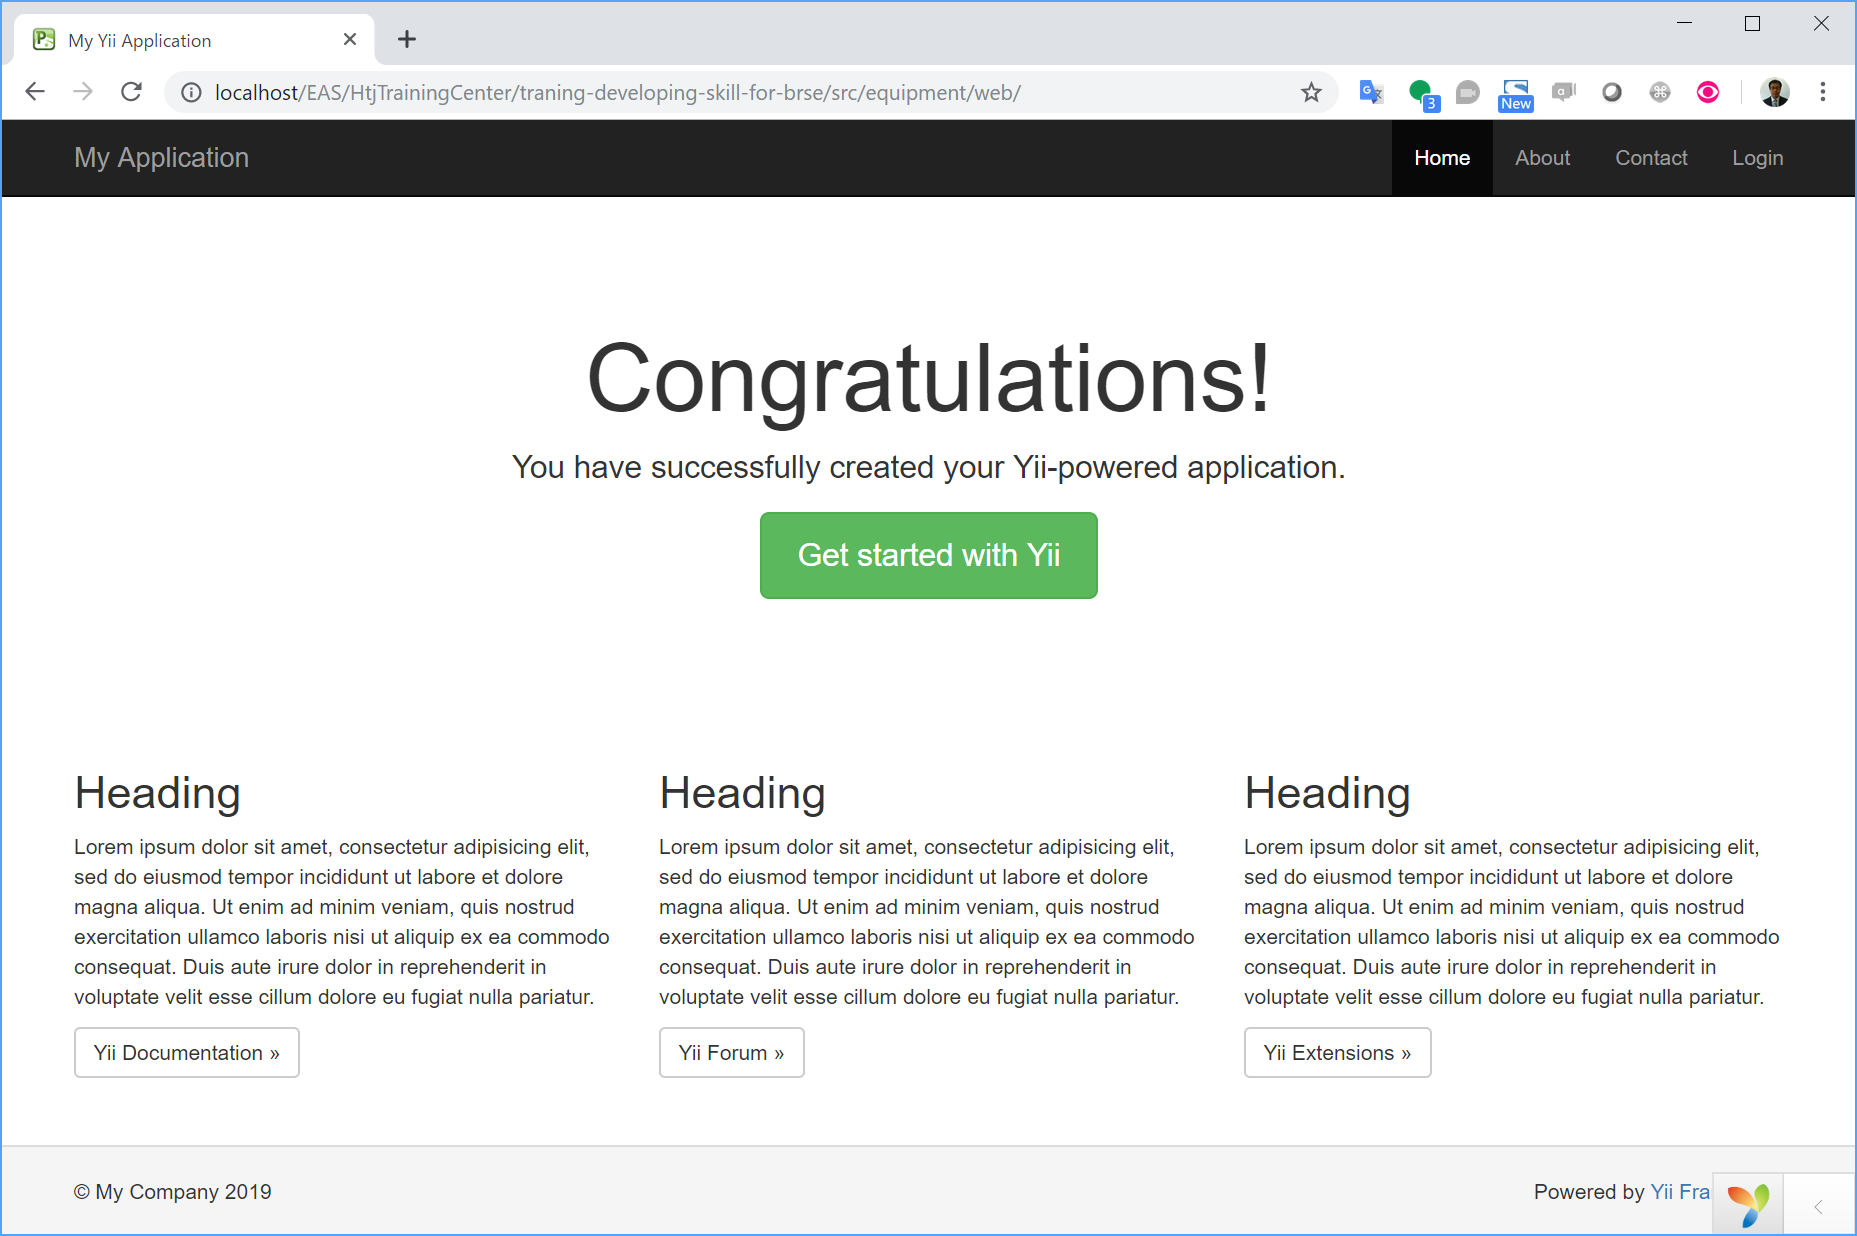 My Yii Application
localhost/EAS/HtjTrainingCenter/traning-developing-skill-for-brse/src/equipment/web/
3
New
My Application
Home About Contact Login
Congratulations!
You have successfully created your Yii-powered application.
Get started with Yii
Heading
Lorem ipsum dolor sit amet, consectetur adipisicing elit,
sed do eiusmod tempor incididunt ut labore et dolore
magna aliqua. Ut enim ad minim veniam, quis nostrud
exercitation ullamco laboris nisi ut aliquip ex ea commodo
consequat. Duis aute irure dolor in reprehenderit in
voluptate velit esse cillum dolore eu fugiat nulla pariatur.
Yii Documentation »
Heading
Lorem ipsum dolor sit amet, consectetur adipisicing elit,
sed do eiusmod tempor incididunt ut labore et dolore
magna aliqua. Ut enim ad minim veniam, quis nostrud
exercitation ullamco laboris nisi ut aliquip ex ea commodo
consequat. Duis aute irure dolor in reprehenderit in
voluptate velit esse cillum dolore eu fugiat nulla pariatur.
Yii Forum »
Heading
Lorem ipsum dolor sit amet, consectetur adipisicing elit,
sed do eiusmod tempor incididunt ut labore et dolore
magna aliqua. Ut enim ad minim veniam, quis nostrud
exercitation ullamco laboris nisi ut aliquip ex ea commodo
consequat. Duis aute irure dolor in reprehenderit in
voluptate velit esse cillum dolore eu fugiat nulla pariatur.
Yii Extensions »
© My Company 2019
Powered by Yii Fra